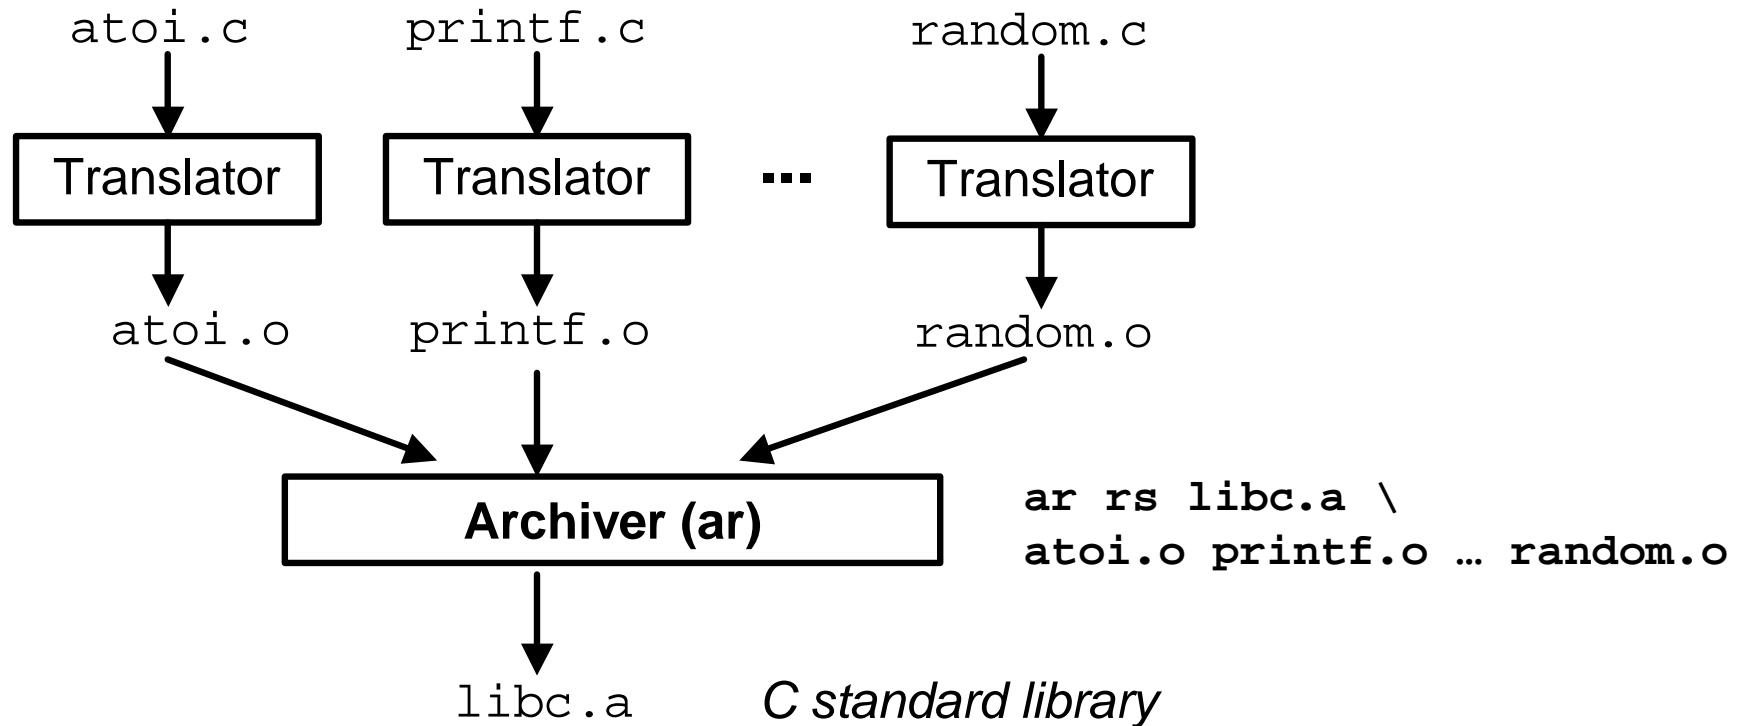 atoi.c printf.c random.c
Translator Translator ... Translator
atoi.o printf.o random.o
Archiver (ar)
ar rs libc.a \
atoi.o printf.o … random.o
libc.a C standard library